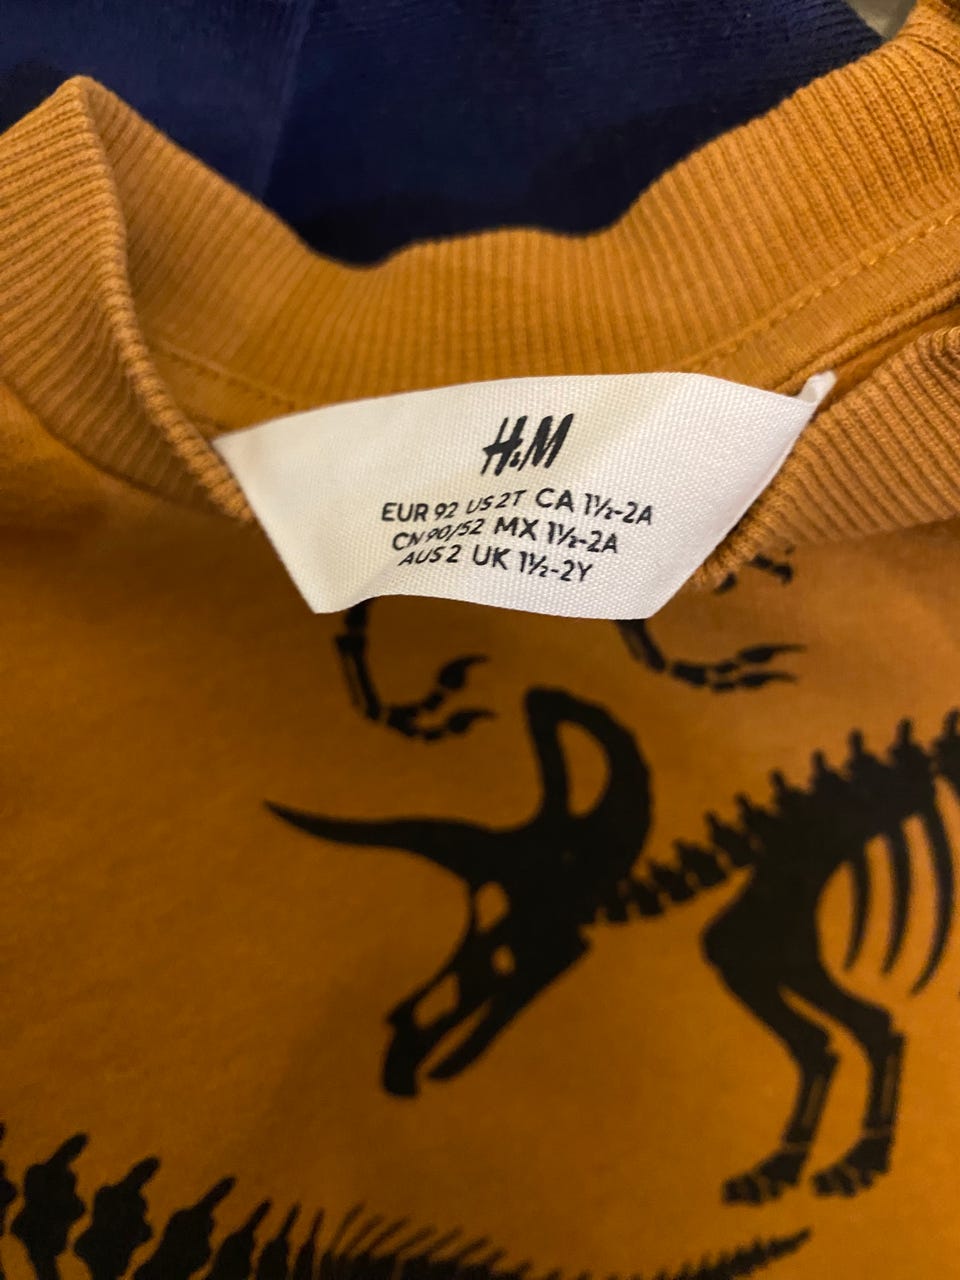 H&M
EUR 92 US 2T CA 1½-2A
CN 90/52 MX 1½-2A
AUS 2 UK 1½-2Y